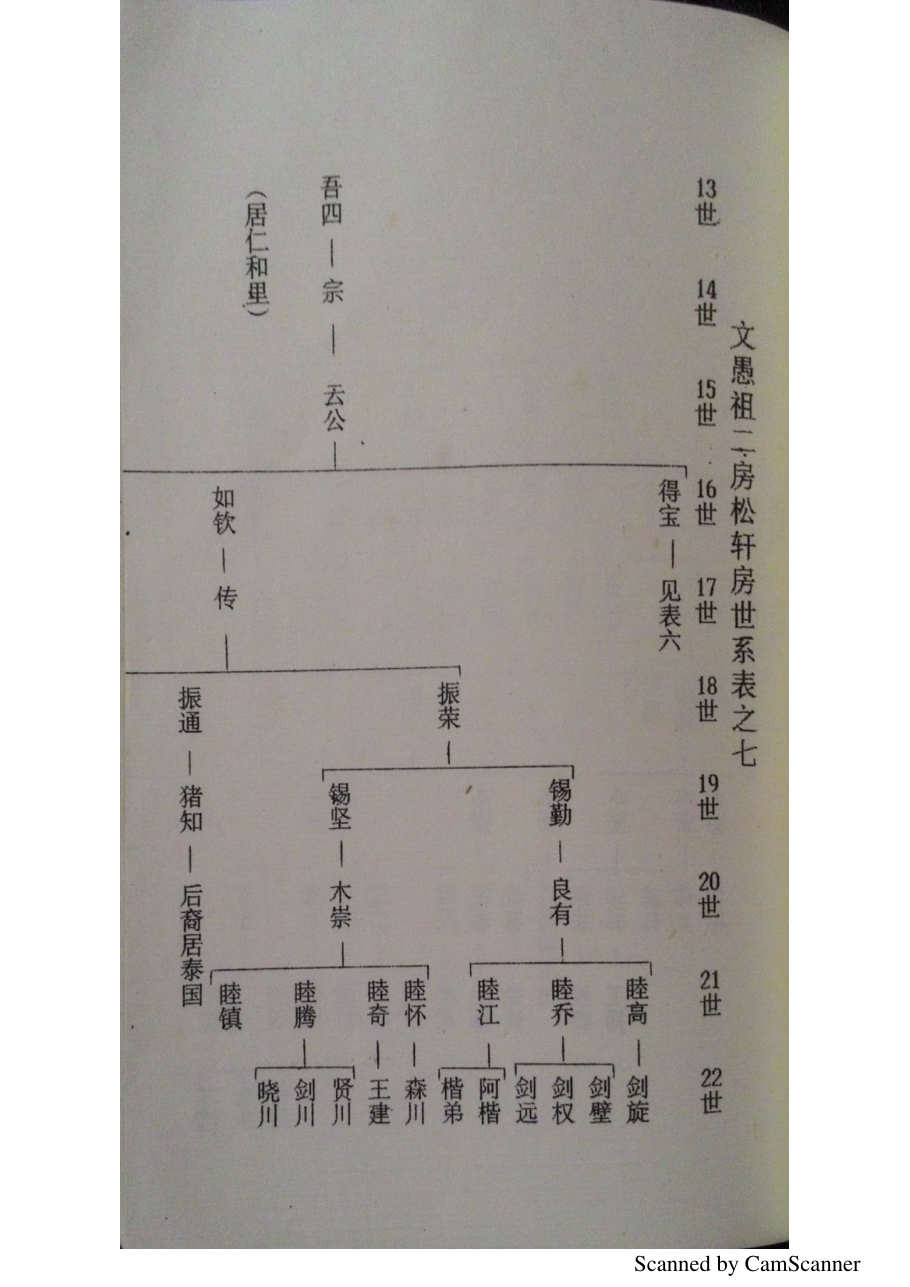 文愚祖二房松轩房世系表之七
13世
14世
15世
16世
17世
18世
19世
20世
21世
22世
吾四
宗
云公
(居仁和里)
得宝
见表六
如钦
传
振荣
振通
猪知
后裔居泰国
锡勤
锡坚
良有
木崇
睦高
睦乔
睦江
睦怀
睦奇
睦腾
睦镇
剑旋
剑壁
剑权
剑远
阿楷
楷弟
森川
王建
贤川
剑川
晓川
Scanned by CamScanner